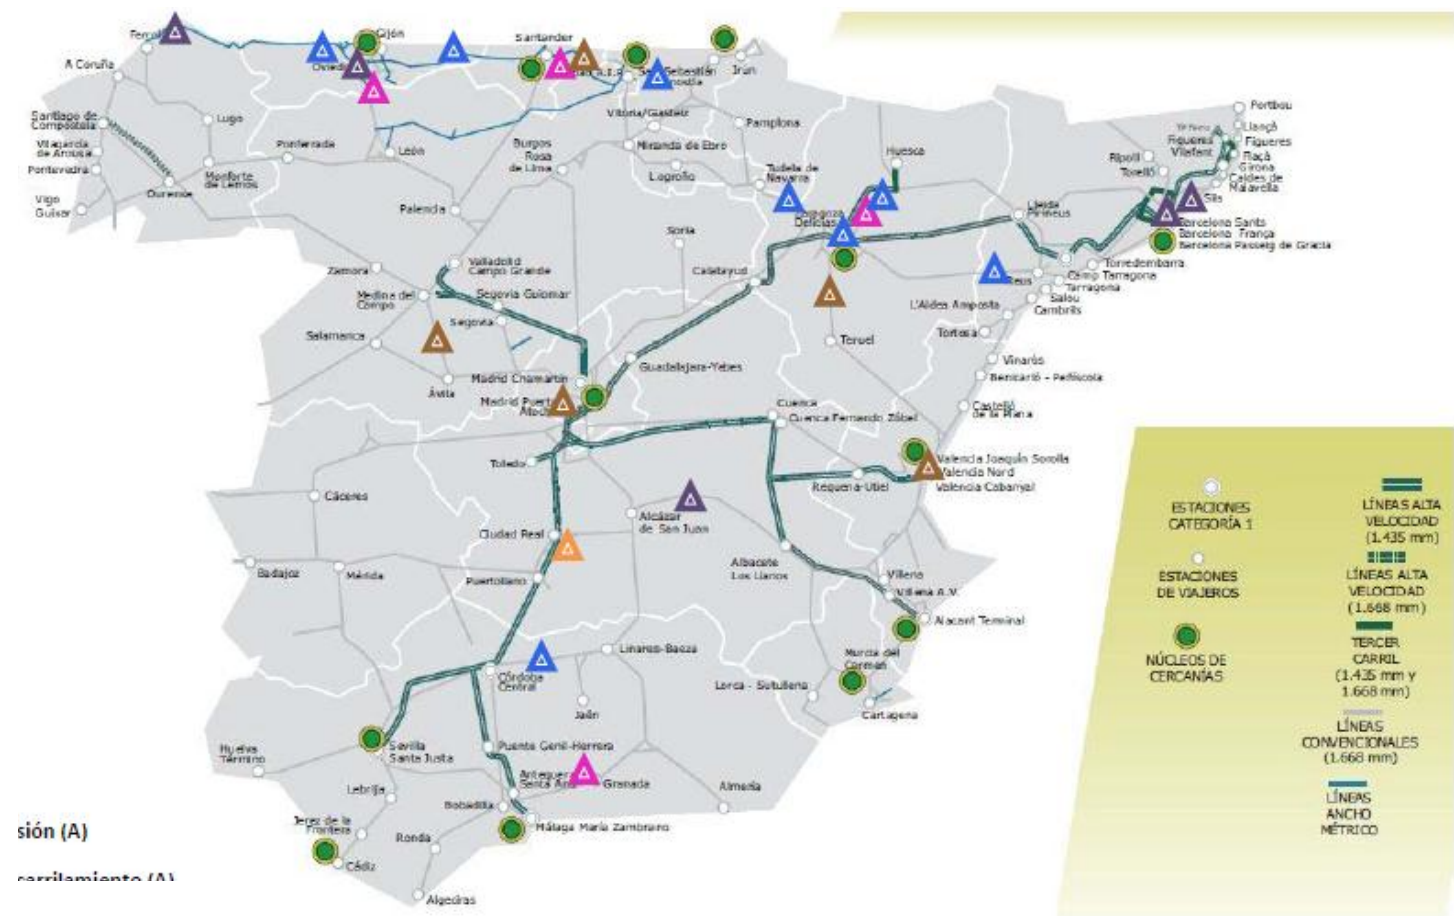 Ferrol
Gijón
Santander
A Coruña
Oviedo
Irun
Santiago de
Compostela
Lugo
Vitoria/Gasteiz
Pamplona
Portbou
Llançà
Figueres
Figueres
Vilafant
Vilagarcía
de Arousa
Ponferrada
León
Burgos
Rosa
de Lima
Miranda de Ebro
Huesca
Ripoll
Flaçà
Girona
Pontevedra
Monforte
de Lemos
Logroño
Tudela de
Navarra
Torelló
Caldes de
Malavella
Ourense
Vigo
Guixar
Palencia
Lleida
Pirineus
Sils
Zaragoza
Delicias
Barcelona Sants
Barcelona França
Barcelona Passeig de Gracia
Soria
Zamora
Valladolid
Campo Grande
Calatayud
Torredembarra
Camp Tarragona
Tarragona
Reus
Salou
Cambrils
Medina del
Campo
Segovia Guiomar
L'Aldea Amposta
Segovia
Salamanca
Teruel
Tortosa
Vinaròs
Guadalajara-Yebes
Benicarló - Peñíscola
Madrid Chamartín
Ávila
Madrid Puerta
Cuenca
Cuenca Fernando Zóbel
Castelló
de la Plana
Toledo
Valencia Joaquín Sorolla
Valencia Nord
Valencia Cabanyal
Requena-Utiel
Cáceres
Alcázar
de San Juan
Ciudad Real
Albacete
Los Llanos
Badajoz
Mérida
Puertollano
Villena
Villena A.V.
Alacant Terminal
Linares-Baeza
Murcia del
Carmen
Córdoba
Central
Lorca - Sutullena
Jaén
Cartagena
Huelva
Término
Sevilla
Santa Justa
Puente Genil-Herrera
Antequera
Santa Ana
Granada
Almería
Lebrija
Bobadilla
Jerez de la
Frontera
Ronda
Málaga María Zambrano
Cádiz
Algeciras
sión (A)
carrilamiento (A)
ESTACIONES
CATEGORÍA 1
ESTACIONES
DE VIAJEROS
NÚCLEOS DE
CERCANÍAS
LÍNEAS ALTA
VELOCIDAD
(1.435 mm)
LÍNEAS ALTA
VELOCIDAD
(1.668 mm)
TERCER
CARRIL
(1.435 mm y
1.668 mm)
LÍNEAS
CONVENCIONALES
(1.668 mm)
LÍNEAS
ANCHO
MÉTRICO